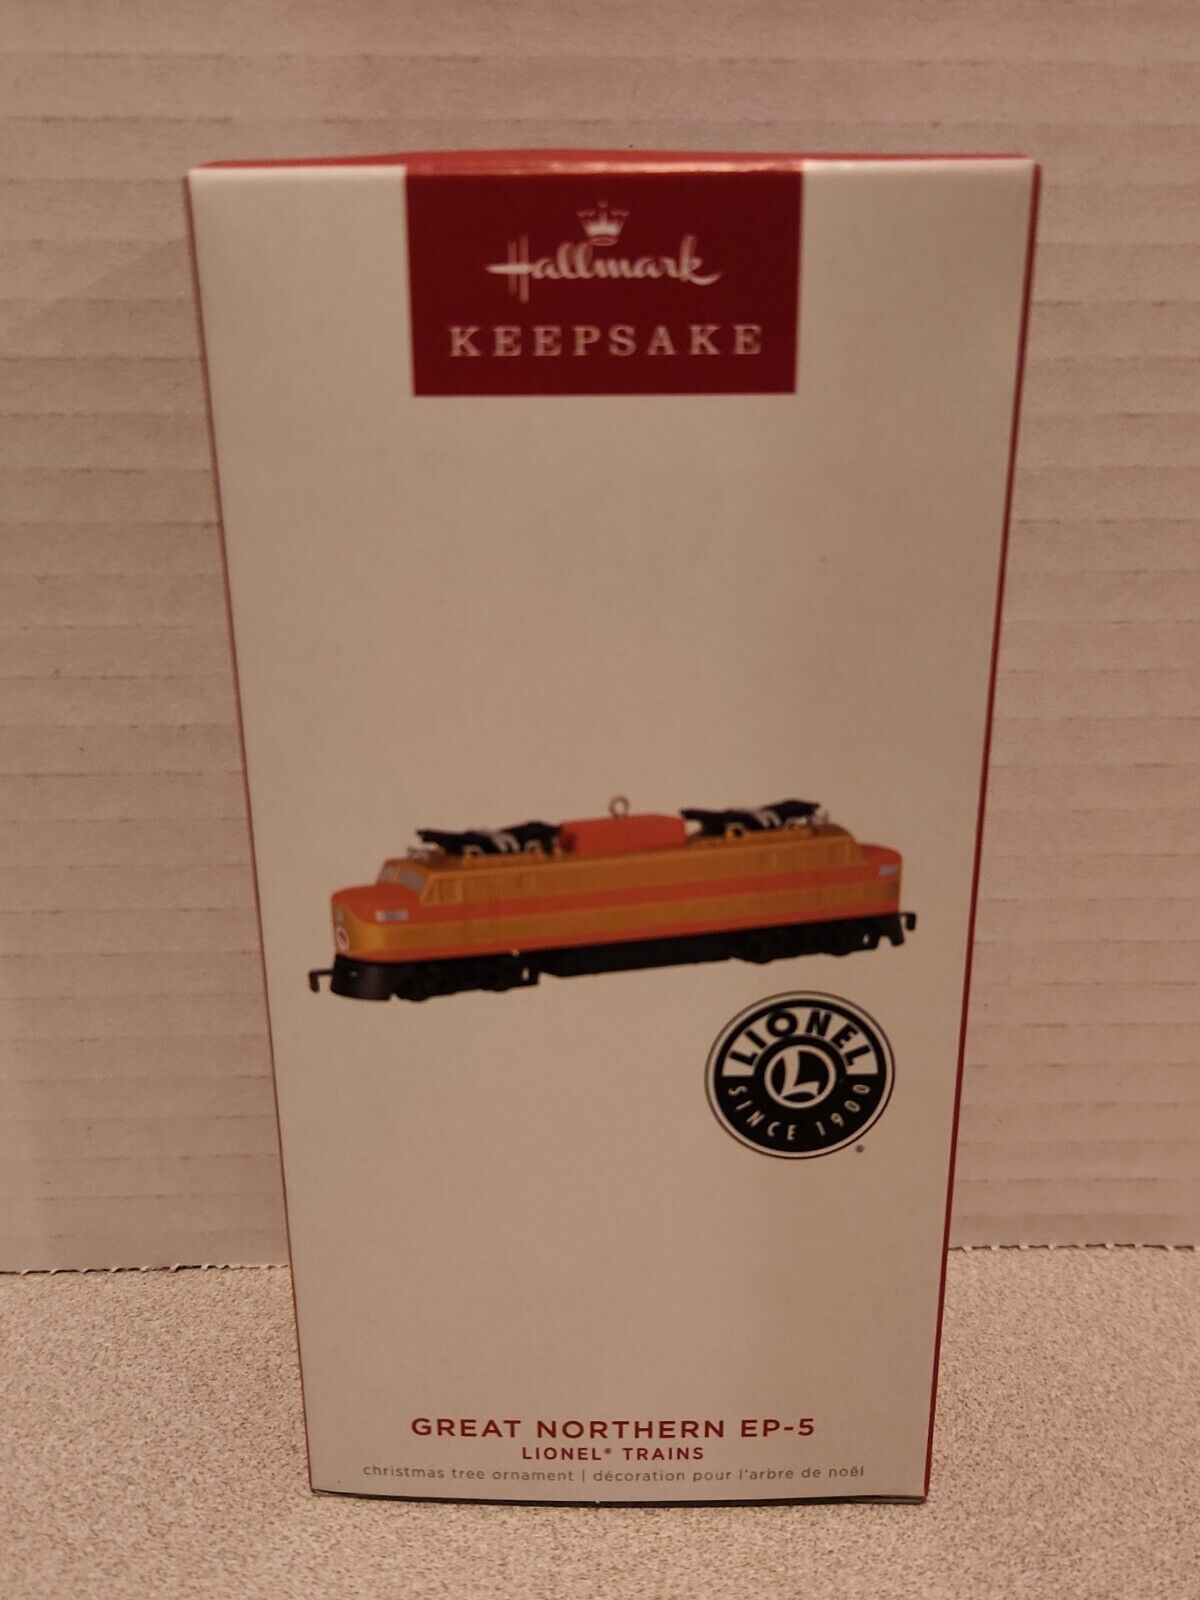 Hallmark
KEEPSAKE
LIONEL
L
SINCE 1900
®
GREAT NORTHERN EP-5
LIONEL® TRAINS
christmas tree ornament | décoration pour l'arbre de noël